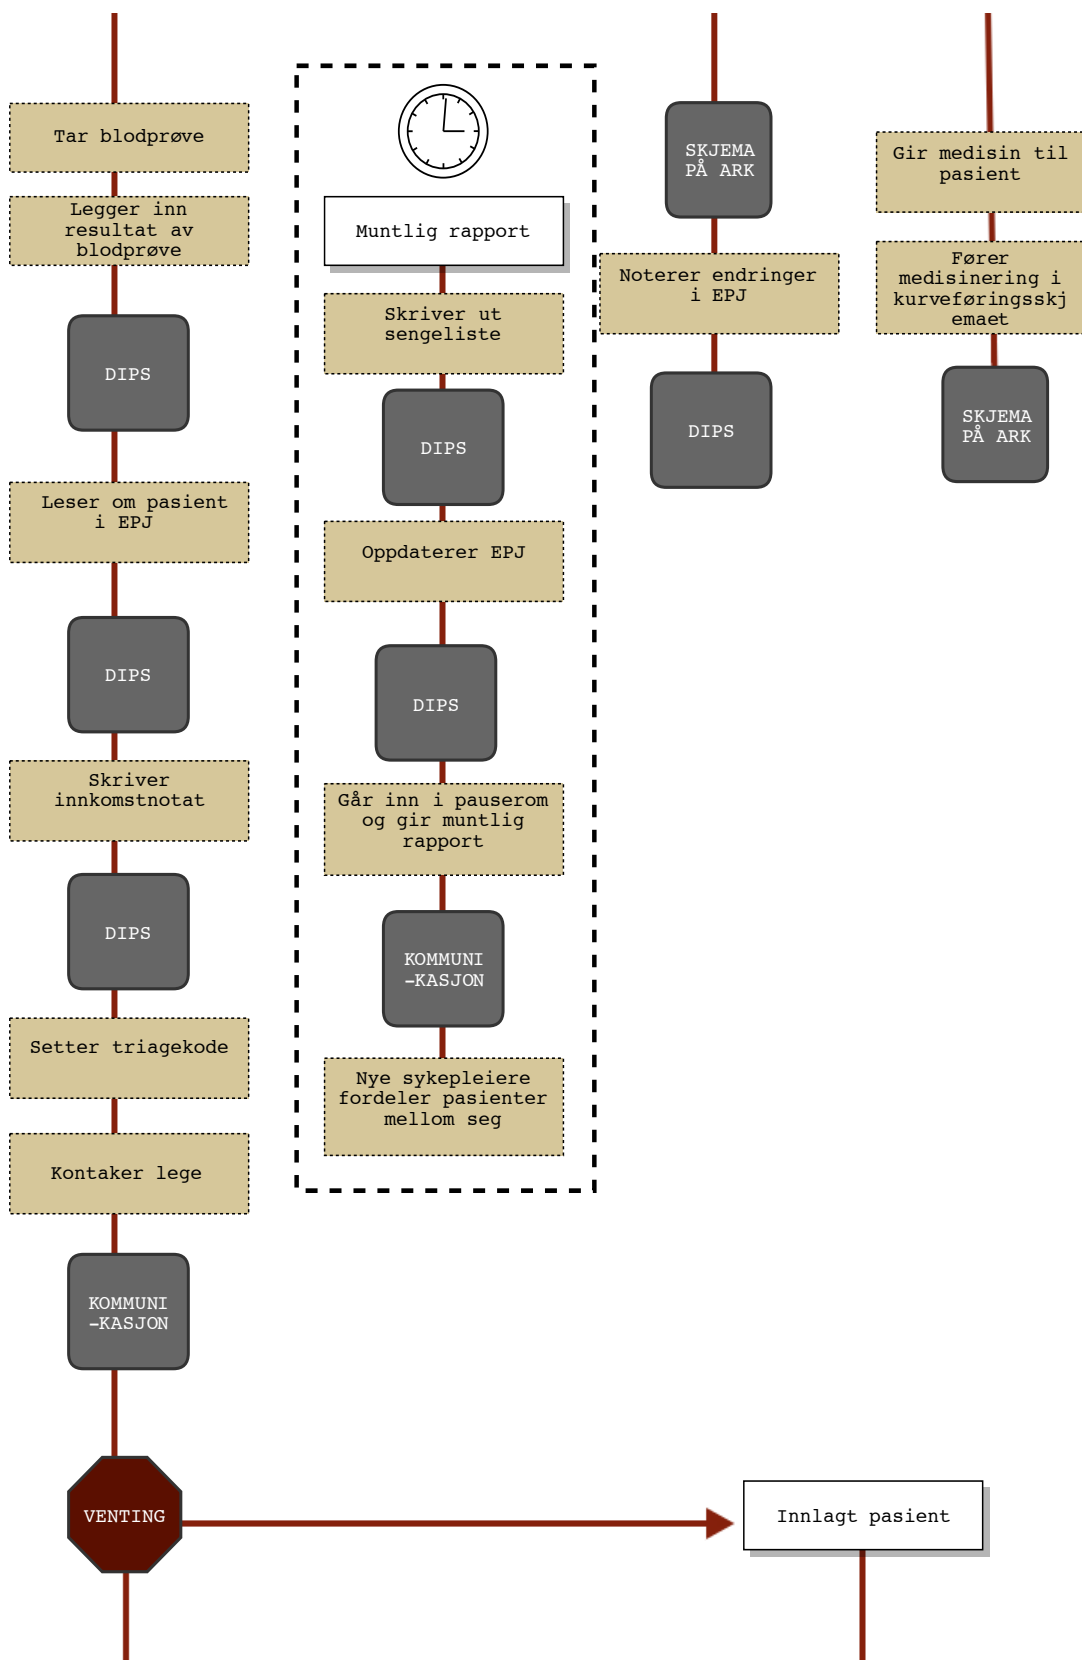 Tar blodprøve
Legger inn
resultat av
blodprøve
DIPS
Leser om pasient
i EPJ
DIPS
Skriver
innkomstnotat
DIPS
Setter triagekode
Kontaker lege
KOMMUNI
-KASJON
VENTING
Muntlig rapport
Skriver ut
sengeliste
DIPS
Oppdaterer EPJ
DIPS
Går inn i pauserom
og gir muntlig
rapport
KOMMUNI
-KASJON
Nye sykepleiere
fordeler pasienter
mellom seg
SKJEMA
PÅ ARK
Noterer endringer
i EPJ
DIPS
Gir medisin til
pasient
Fører
medisinering i
kurveføringsskj
emaet
SKJEMA
PÅ ARK
Innlagt pasient